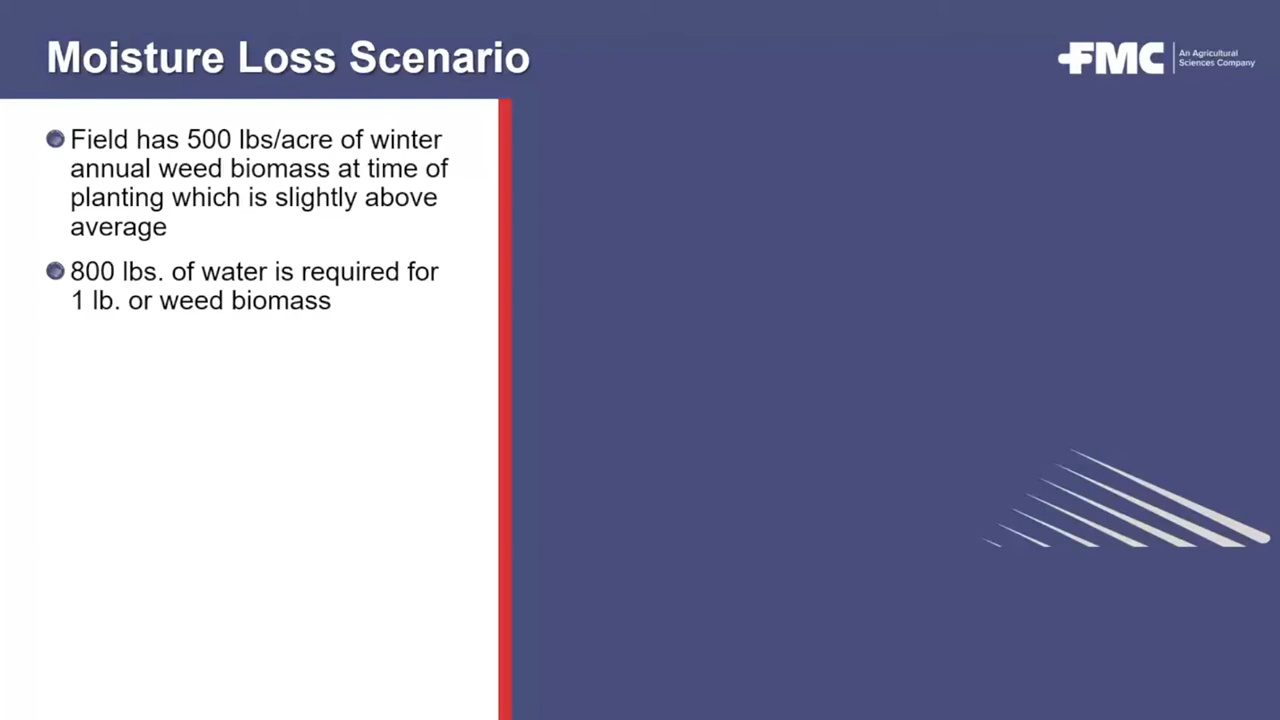 Moisture Loss Scenario
FMC
An Agricultural
Sciences Company
Field has 500 lbs/acre of winter
annual weed biomass at time of
planting which is slightly above
average
800 lbs. of water is required for
1 lb. or weed biomass